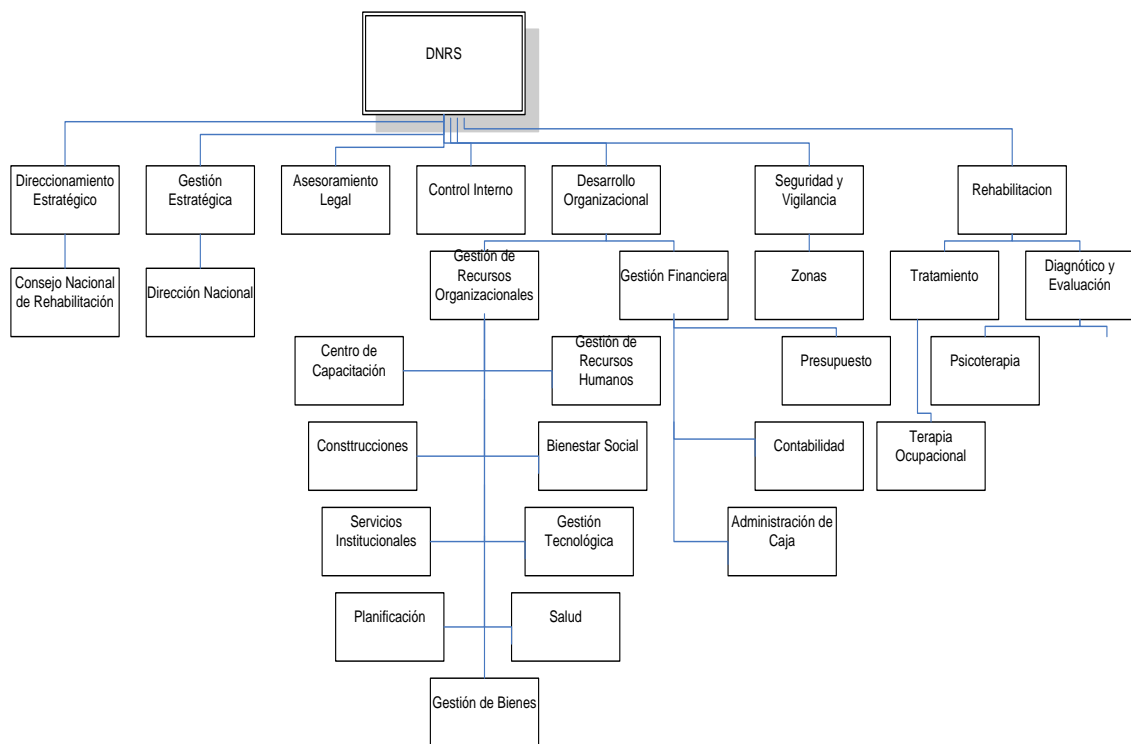 DNRS
Direccionamiento
Estratégico
Gestión
Estratégica
Asesoramiento
Legal
Control Interno
Desarrollo
Organizacional
Seguridad y
Vigilancia
Rehabilitacion
Consejo Nacional
de Rehabilitación
Dirección Nacional
Gestión de
Recursos
Organizacionales
Gestión Financiera
Zonas
Tratamiento
Diagnótico y
Evaluación
Centro de
Capacitación
Gestión de
Recursos
Humanos
Presupuesto
Psicoterapia
Consttrucciones
Bienestar Social
Contabilidad
Terapia
Ocupacional
Servicios
Institucionales
Gestión
Tecnológica
Administración de
Caja
Planificación
Salud
Gestión de Bienes